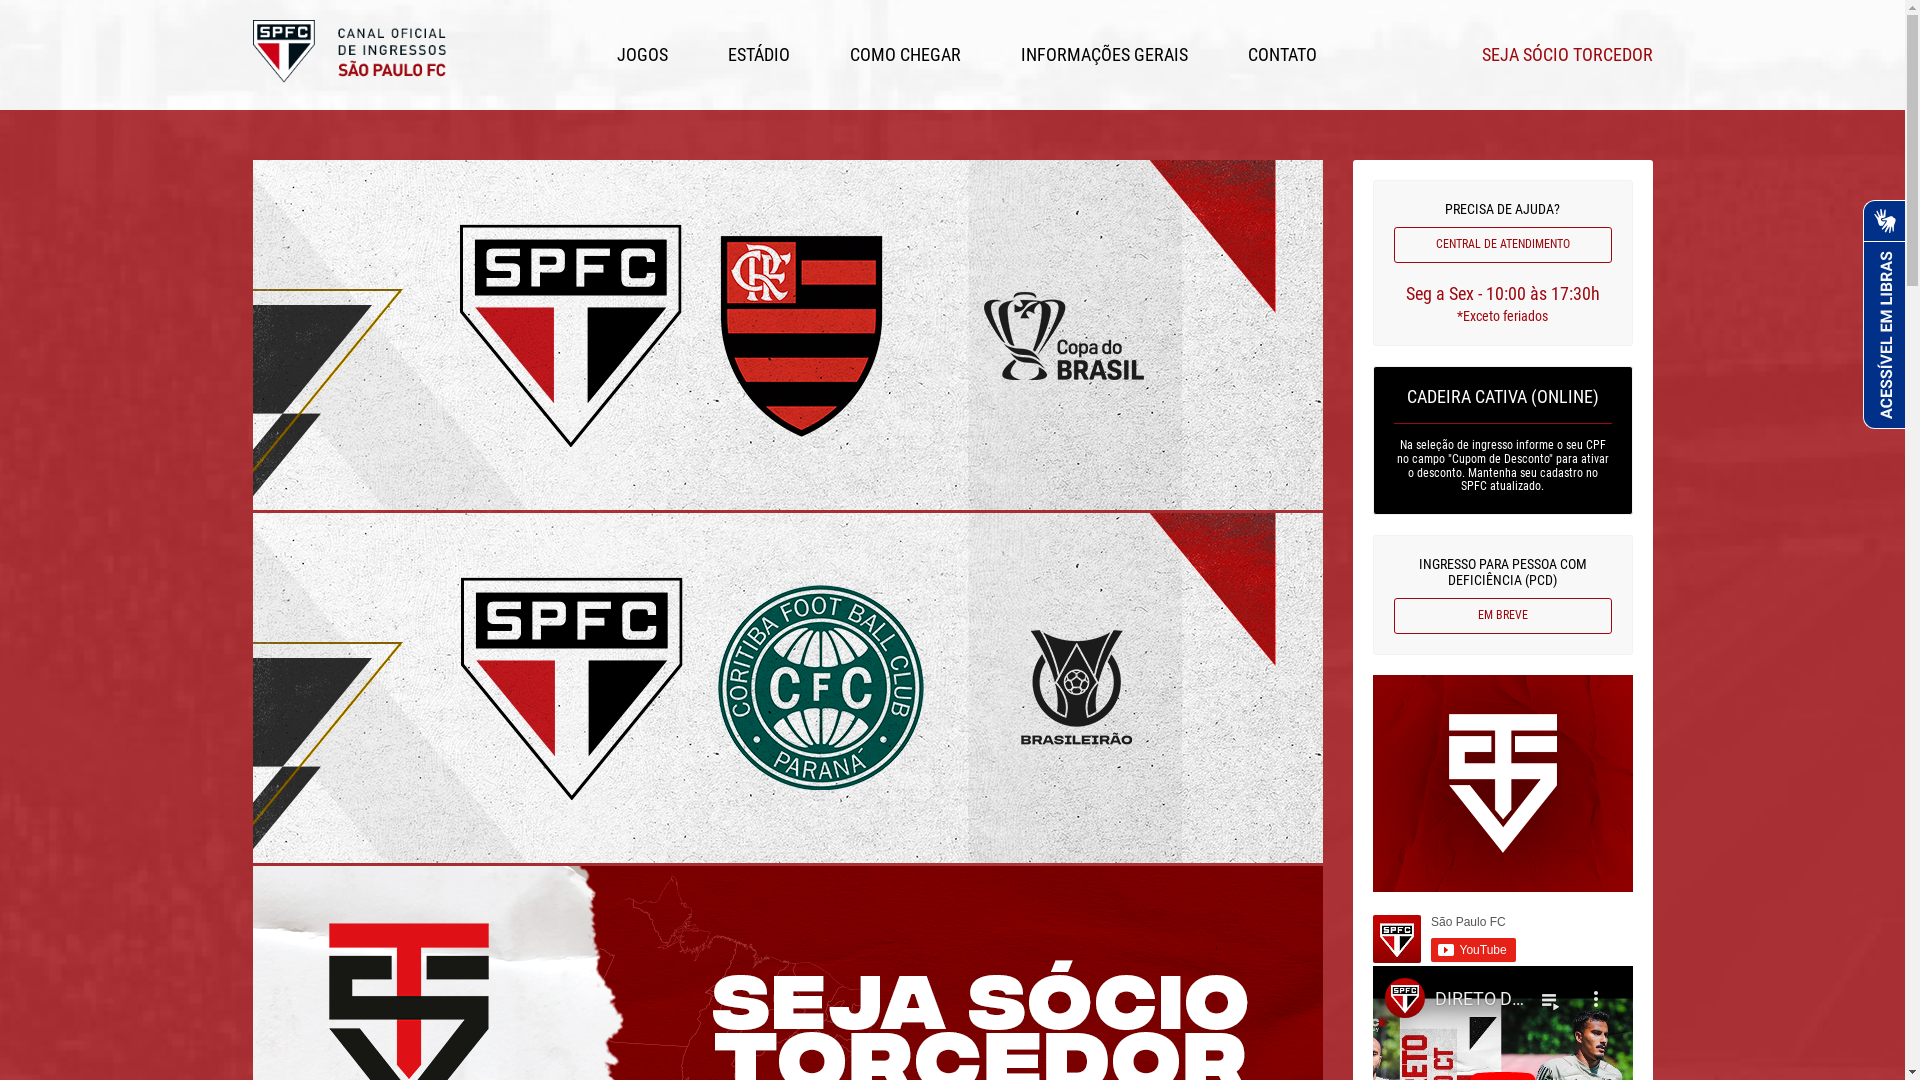 SPFC
CANAL OFICIAL
DE INGRESSOS
SÃO PAULO FC
JOGOS
ESTÁDIO
COMO CHEGAR
INFORMAÇÕES GERAIS
CONTATO
SEJA SÓCIO TORCEDOR
SPFC
CRF
Copa do
BRASIL
SPFC
CORITIBA FOOT BALL CLUB
CFC
PARANÁ
BRASILEIRÃO
SEJA SÓCIO
TORCEDOR
PRECISA DE AJUDA?
CENTRAL DE ATENDIMENTO
Seg a Sex - 10:00 às 17:30h
*Exceto feriados
CADEIRA CATIVA (ONLINE)
Na seleção de ingresso informe o seu CPF
no campo "Cupom de Desconto" para ativar
o desconto. Mantenha seu cadastro no
SPFC atualizado.
INGRESSO PARA PESSOA COM
DEFICIÊNCIA (PCD)
EM BREVE
SPFC
São Paulo FC
YouTube
SPFC
DIRETO D...
ACESSÍVEL EM LIBRAS